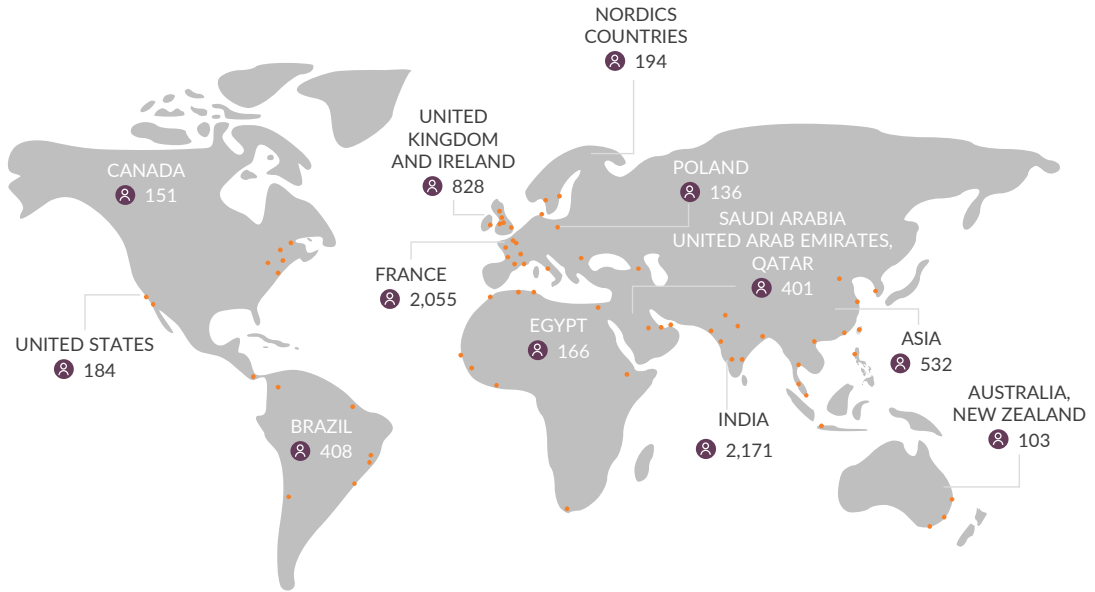 NORDICS
COUNTRIES
194
UNITED
KINGDOM
AND IRELAND
828
CANADA
151
POLAND
136
SAUDI ARABIA
UNITED ARAB EMIRATES,
QATAR
401
FRANCE
2,055
EGYPT
166
UNITED STATES
184
ASIA
532
AUSTRALIA,
NEW ZEALAND
103
BRAZIL
408
INDIA
2,171